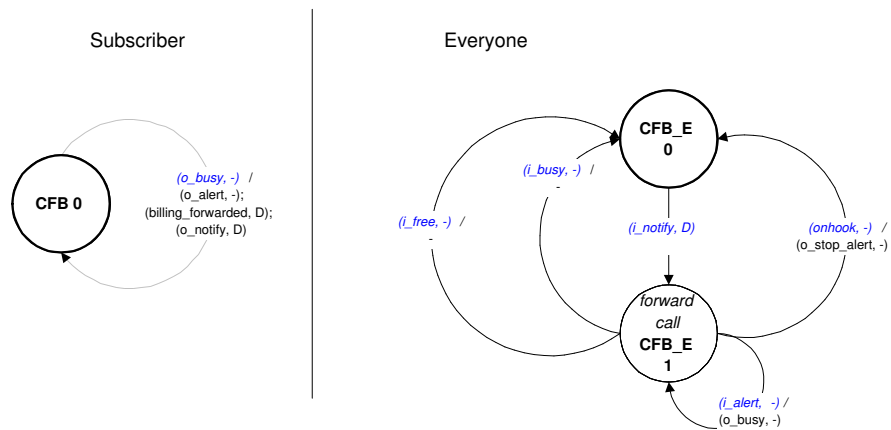 Subscriber
Everyone
CFB 0
(o_busy, -) /
(o_alert, -);
(billing_forwarded, D);
(o_notify, D)
CFB_E
0
(i_busy, -) /
-
(i_free, -) /
-
(i_notify, D)
(onhook, -) /
(o_stop_alert, -)
forward
call
CFB_E
1
(i_alert, -) /
(o_busy, -)